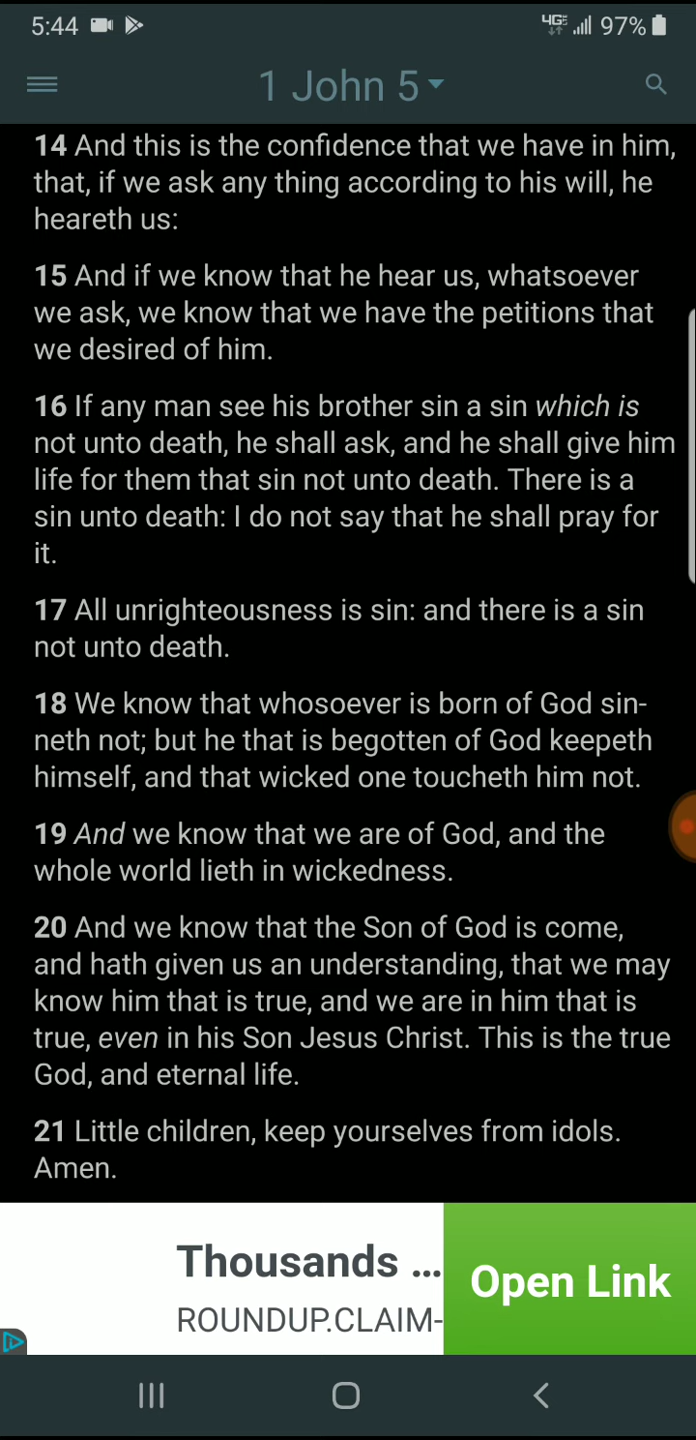 5:44 4GE 97%
1 John 5
14 And this is the confidence that we have in him,
that, if we ask any thing according to his will, he
heareth us:
15 And if we know that he hear us, whatsoever
we ask, we know that we have the petitions that
we desired of him.
16 If any man see his brother sin a sin which is
not unto death, he shall ask, and he shall give him
life for them that sin not unto death. There is a
sin unto death: I do not say that he shall pray for
it.
17 All unrighteousness is sin: and there is a sin
not unto death.
18 We know that whosoever is born of God sin-
neth not; but he that is begotten of God keepeth
himself, and that wicked one toucheth him not.
19 And we know that we are of God, and the
whole world lieth in wickedness.
20 And we know that the Son of God is come,
and hath given us an understanding, that we may
know him that is true, and we are in him that is
true, even in his Son Jesus Christ. This is the true
God, and eternal life.
21 Little children, keep yourselves from idols.
Amen.
Thousands ...
ROUNDUP.CLAIM-
Open Link